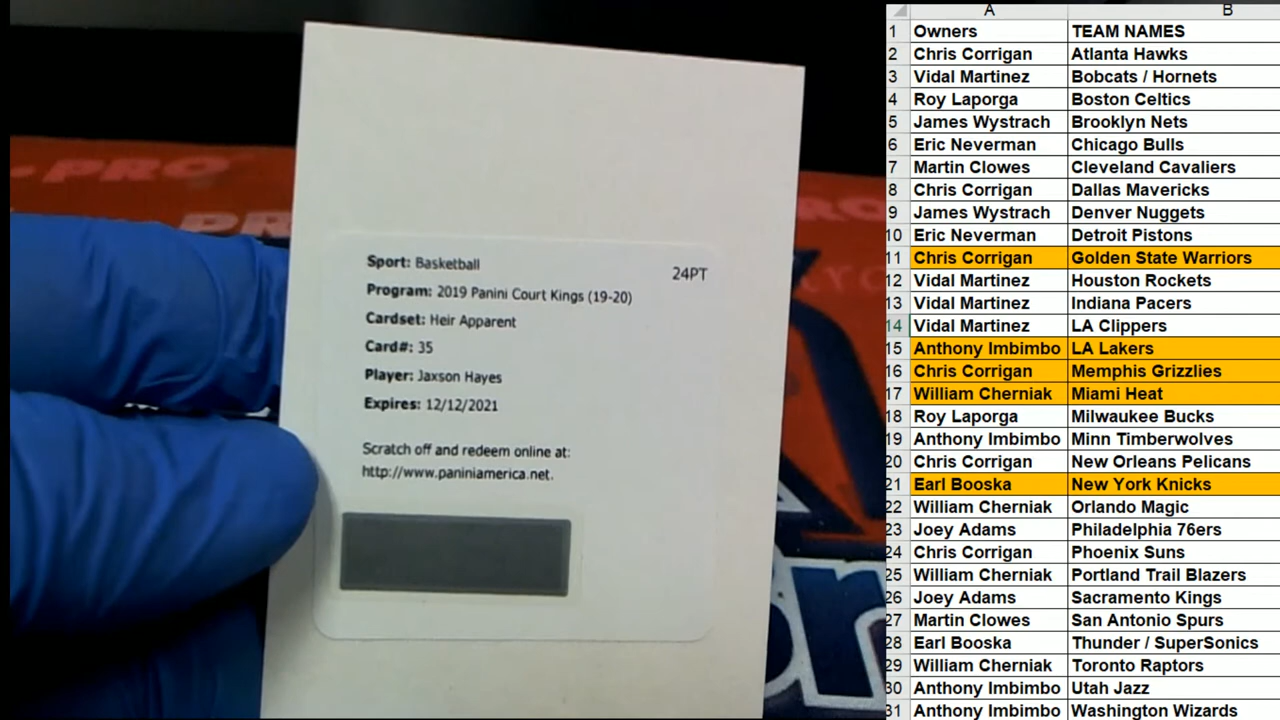 Sport: Basketball
24PT
Program: 2019 Panini Court Kings (19-20)
Cardset: Heir Apparent
Card#: 35
Player: Jaxson Hayes
Expires: 12/12/2021
Scratch off and redeem online at:
http://www.paniniamerica.net.
PRO
PRO
A B
1 Owners TEAM NAMES
2 Chris Corrigan Atlanta Hawks
3 Vidal Martinez Bobcats / Hornets
4 Roy Laporga Boston Celtics
5 James Wystrach Brooklyn Nets
6 Eric Neverman Chicago Bulls
7 Martin Clowes Cleveland Cavaliers
8 Chris Corrigan Dallas Mavericks
9 James Wystrach Denver Nuggets
10 Eric Neverman Detroit Pistons
11 Chris Corrigan Golden State Warriors
12 Vidal Martinez Houston Rockets
13 Vidal Martinez Indiana Pacers
14 Vidal Martinez LA Clippers
15 Anthony Imbimbo LA Lakers
16 Chris Corrigan Memphis Grizzlies
17 William Cherniak Miami Heat
18 Roy Laporga Milwaukee Bucks
19 Anthony Imbimbo Minn Timberwolves
20 Chris Corrigan New Orleans Pelicans
21 Earl Booska New York Knicks
22 William Cherniak Orlando Magic
23 Joey Adams Philadelphia 76ers
24 Chris Corrigan Phoenix Suns
25 William Cherniak Portland Trail Blazers
26 Joey Adams Sacramento Kings
27 Martin Clowes San Antonio Spurs
28 Earl Booska Thunder / SuperSonics
29 William Cherniak Toronto Raptors
30 Anthony Imbimbo Utah Jazz
31 Anthony Imbimbo Washington Wizards